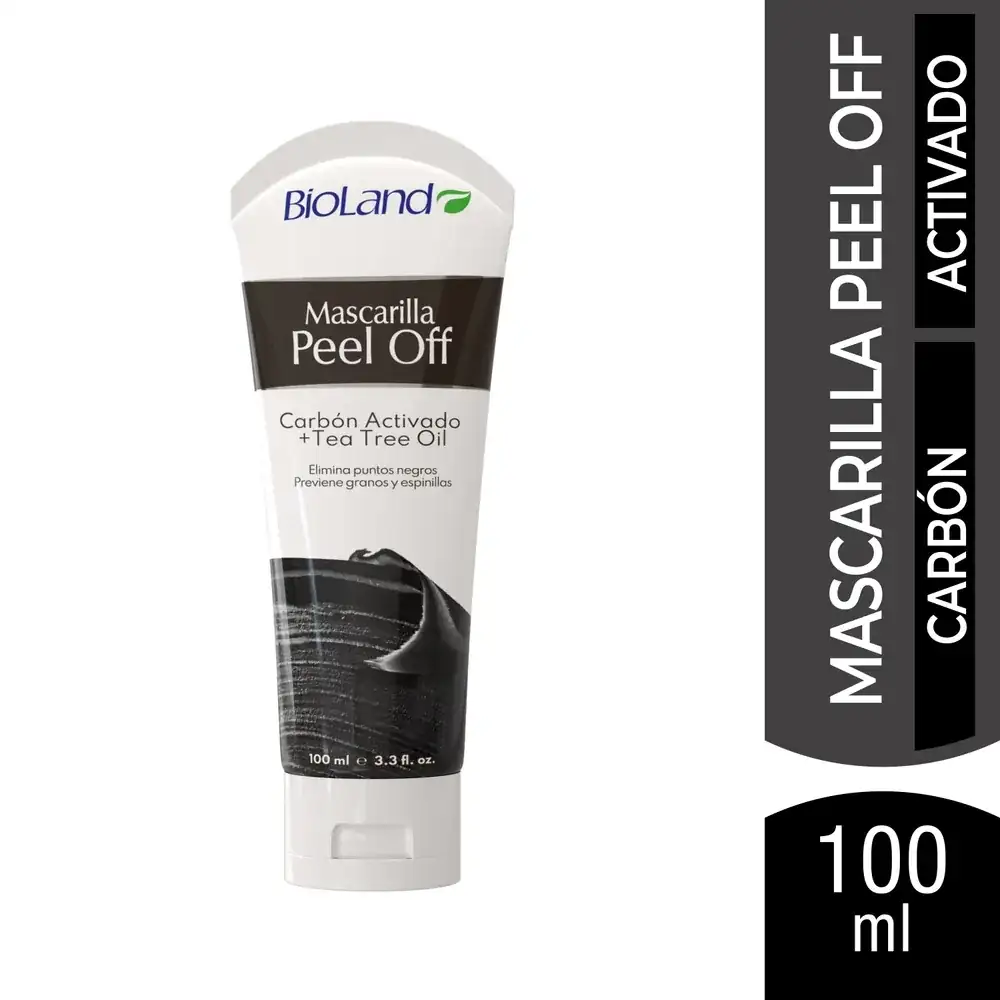 BioLand
Mascarilla
Peel Off
Carbón Activado
+Tea Tree Oil
Elimina puntos negros
Previene granos y espinillas
100 ml ℮ 3.3 fl. oz.
MASCARILLA PEEL OFF
CARBÓN ACTIVADO
100
ml